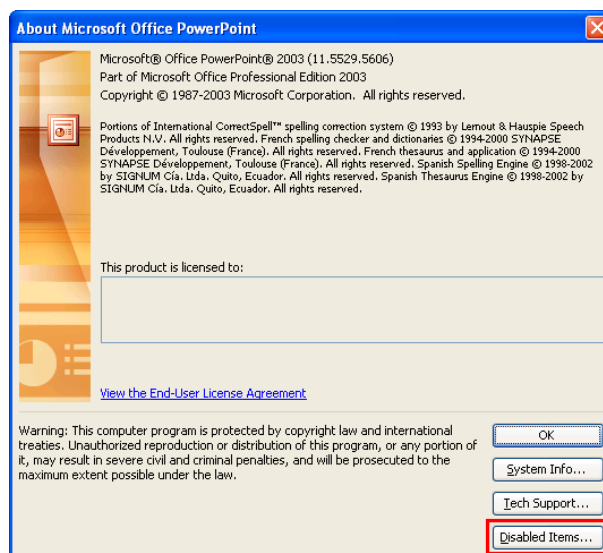 About Microsoft Office PowerPoint
Microsoft® Office PowerPoint® 2003 (11.5529.5606)
Part of Microsoft Office Professional Edition 2003
Copyright © 1987-2003 Microsoft Corporation. All rights reserved.
Portions of International CorrectSpell™ spelling correction system © 1993 by Lernout & Hauspie Speech
Products N.V. All rights reserved. French spelling checker and dictionaries © 1994-2000 SYNAPSE
Développement, Toulouse (France). All rights reserved. French thesaurus and application © 1994-2000
SYNAPSE Développement, Toulouse (France). All rights reserved. Spanish Spelling Engine © 1998-2002
by SIGNUM Cía. Ltda. Quito, Ecuador. All rights reserved. Spanish Thesaurus Engine © 1998-2002 by
SIGNUM Cía. Ltda. Quito, Ecuador. All rights reserved.
This product is licensed to:
View the End-User License Agreement
Warning: This computer program is protected by copyright law and international
treaties. Unauthorized reproduction or distribution of this program, or any portion of
it, may result in severe civil and criminal penalties, and will be prosecuted to the
maximum extent possible under the law.
OK
System Info...
Tech Support...
Disabled Items...